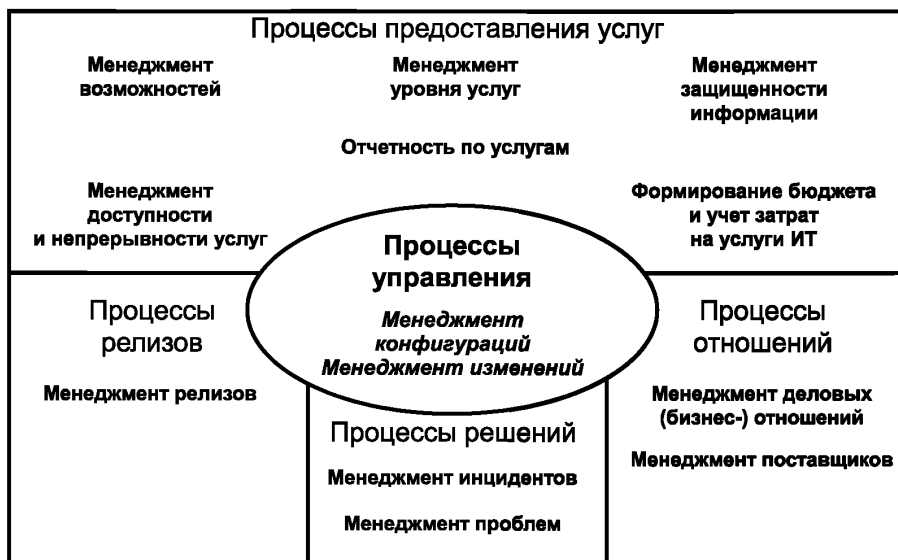 Процессы предоставления услуг
Менеджмент
возможностей
Менеджмент
уровня услуг
Менеджмент
защищенности
информации
Отчетность по услугам
Менеджмент
доступности
и непрерывности услуг
Формирование бюджета
и учет затрат
на услуги ИТ
Процессы
управления
Менеджмент
конфигураций
Менеджмент изменений
Процессы
релизов
Менеджмент релизов
Процессы решений
Менеджмент инцидентов
Менеджмент проблем
Процессы
отношений
Менеджмент деловых
(бизнес-) отношений
Менеджмент поставщиков